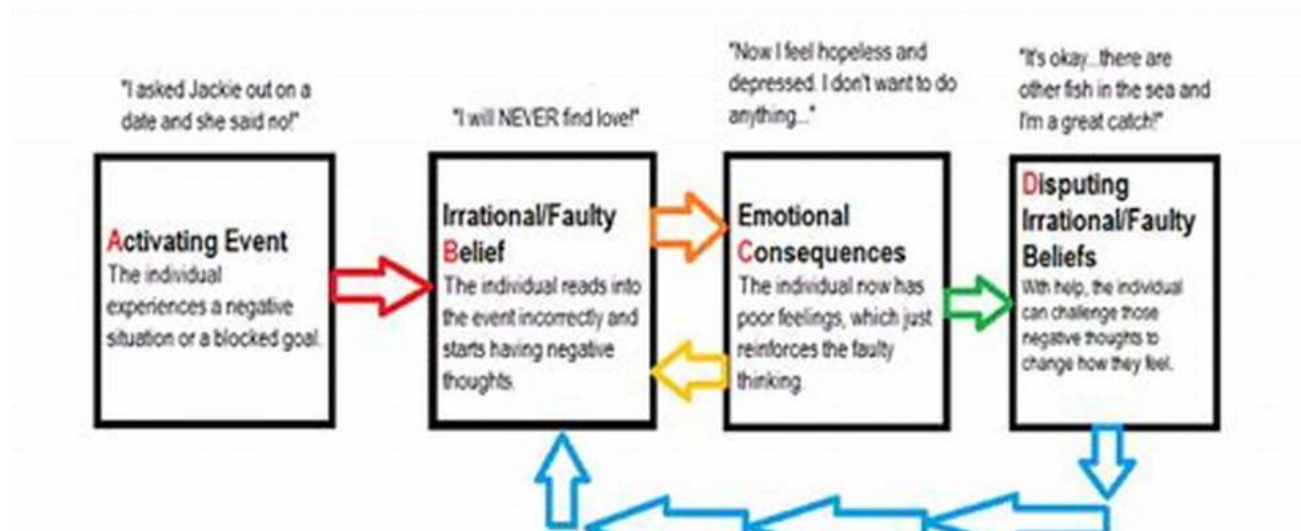 "I asked Jackie out on a
date and she said no!"
Activating Event
The individual
experiences a negative
situation or a blocked goal.
"I will NEVER find love!"
Irrational/Faulty
Belief
The individual reads into
the event incorrectly and
starts having negative
thoughts.
"Now I feel hopeless and
depressed. I don't want to do
anything..."
Emotional
Consequences
The individual now has
poor feelings, which just
reinforces the faulty
thinking.
"It's okay...there are
other fish in the sea and
I'm a great catch!"
Disputing
Irrational/Faulty
Beliefs
With help, the individual
can challenge those
negative thoughts to
change how they feel.